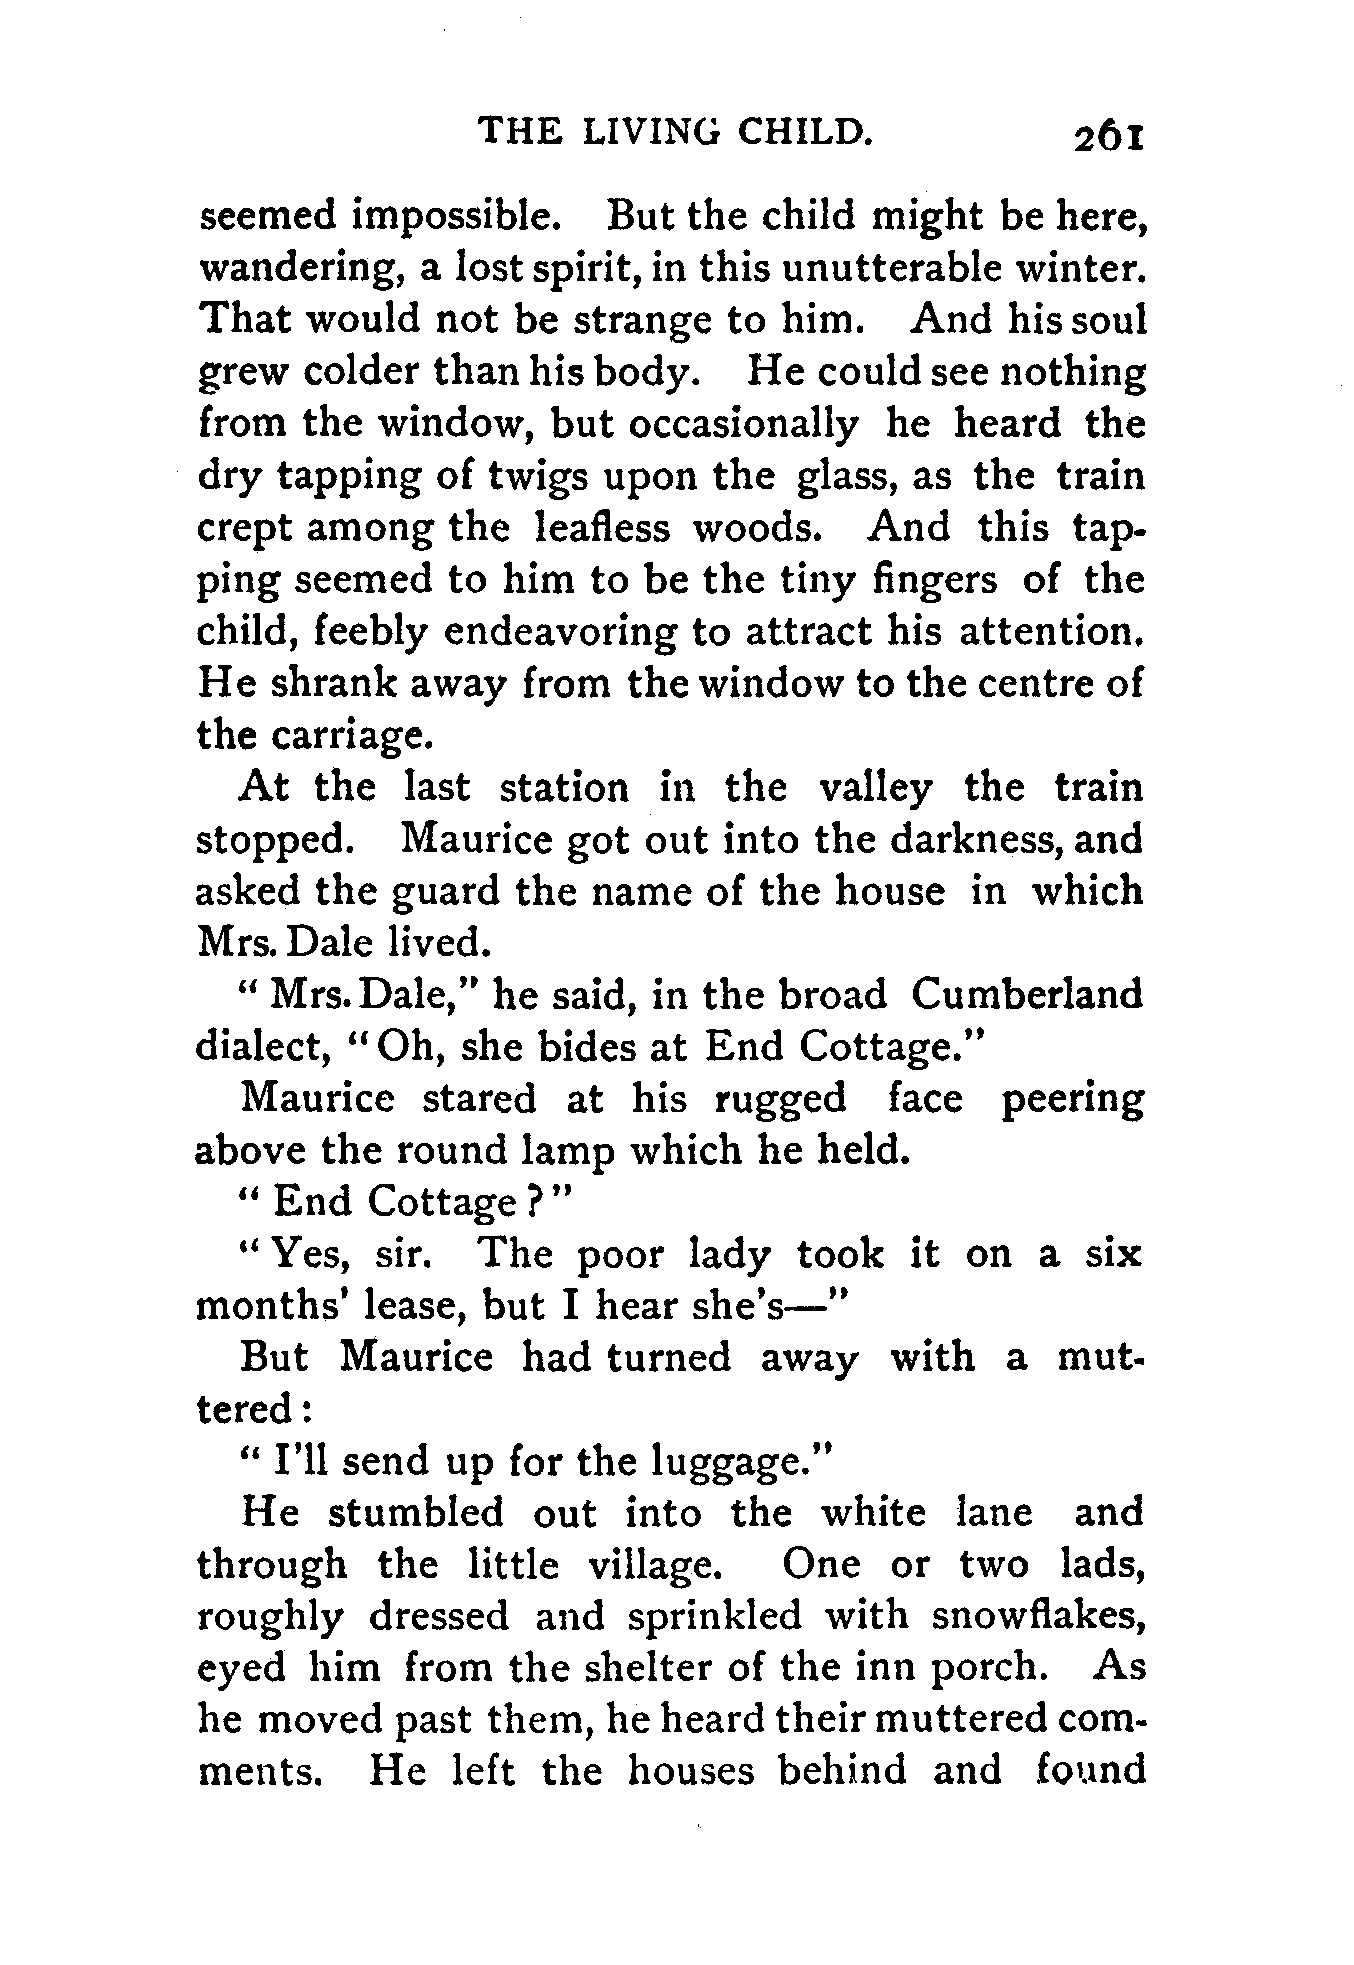 THE LIVING CHILD. 261
seemed impossible. But the child might be here,
wandering, a lost spirit, in this unutterable winter.
That would not be strange to him. And his soul
grew colder than his body. He could see nothing
from the window, but occasionally he heard the
dry tapping of twigs upon the glass, as the train
crept among the leafless woods. And this tap-
ping seemed to him to be the tiny fingers of the
child, feebly endeavoring to attract his attention.
He shrank away from the window to the centre of
the carriage.
At the last station in the valley the train
stopped. Maurice got out into the darkness, and
asked the guard the name of the house in which
Mrs. Dale lived.
" Mrs. Dale," he said, in the broad Cumberland
dialect, " Oh, she bides at End Cottage."
Maurice stared at his rugged face peering
above the round lamp which he held.
" End Cottage ? "
" Yes, sir. The poor lady took it on a six
months' lease, but I hear she's—"
But Maurice had turned away with a mut-
tered :
" I'll send up for the luggage."
He stumbled out into the white lane and
through the little village. One or two lads,
roughly dressed and sprinkled with snowflakes,
eyed him from the shelter of the inn porch. As
he moved past them, he heard their muttered com-
ments. He left the houses behind and found